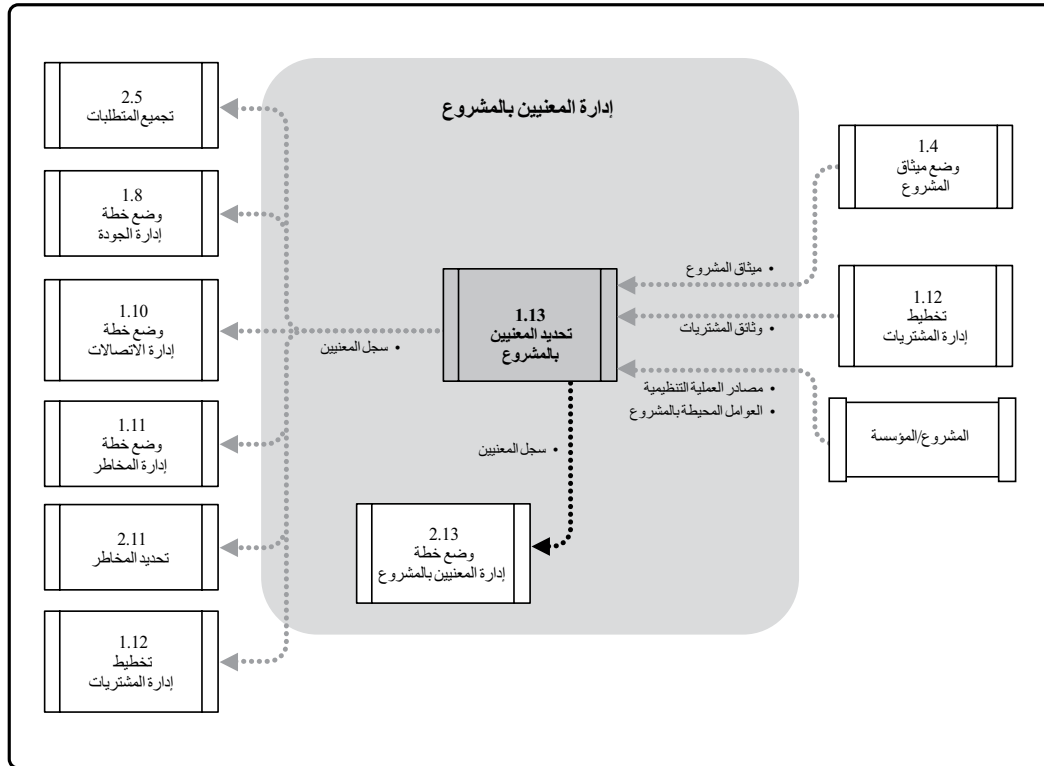 إدارة المعنيين بالمشروع
1.4
وضع ميثاق
المشروع
1.12
تخطيط
إدارة المشتريات
المشروع/المؤسسة
• ميثاق المشروع
• وثائق المشتريات
• مصادر العملية التنظيمية
• العوامل المحيطة بالمشروع
1.13
تحديد المعنيين
بالمشروع
• سجل المعنيين
• سجل المعنيين
2.13
وضع خطة
إدارة المعنيين بالمشروع
2.5
تجميع المتطلبات
1.8
وضع خطة
إدارة الجودة
1.10
وضع خطة
إدارة الاتصالات
1.11
وضع خطة
إدارة المخاطر
2.11
تحديد المخاطر
1.12
تخطيط
إدارة المشتريات